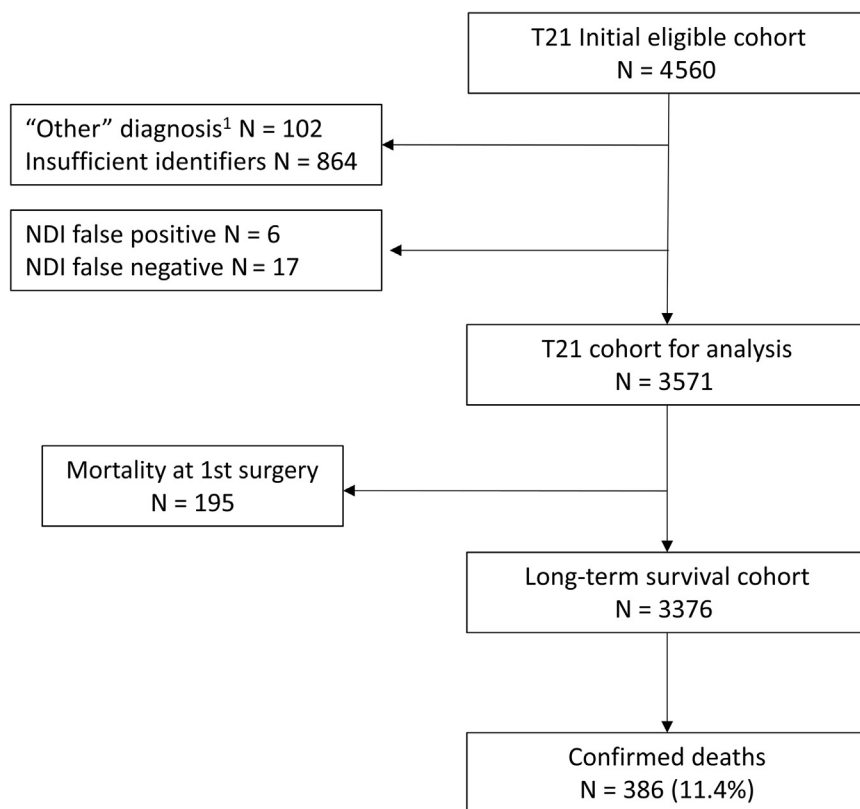 T21 Initial eligible cohort
N = 4560
“Other” diagnosis¹ N = 102
Insufficient identifiers N = 864
NDI false positive N = 6
NDI false negative N = 17
T21 cohort for analysis
N = 3571
Mortality at 1st surgery
N = 195
Long-term survival cohort
N = 3376
Confirmed deaths
N = 386 (11.4%)